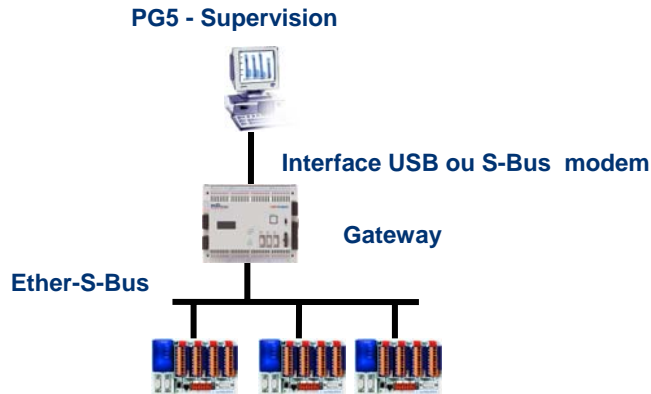 PG5 - Supervision
Interface USB ou S-Bus modem
Gateway
Ether-S-Bus